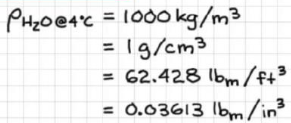 ρH₂O@4°C = 1000 kg/m³
= 1 g/cm³
= 62.428 lbm/ft³
= 0.03613 lbm/in³